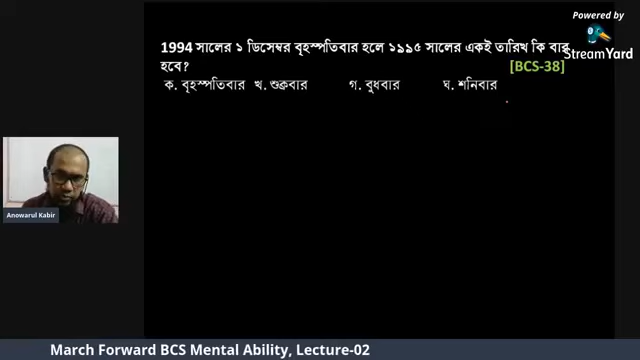 Powered by
StreamYard
1994 সালের ১ ডিসেম্বর বৃহস্পতিবার হলে ১৯৯৫ সালের একই তারিখ কি বার
হবে? [BCS-38]
ক. বৃহস্পতিবার খ. শুক্রবার গ. বুধবার ঘ. শনিবার
Anowarul Kabir
March Forward BCS Mental Ability, Lecture-02